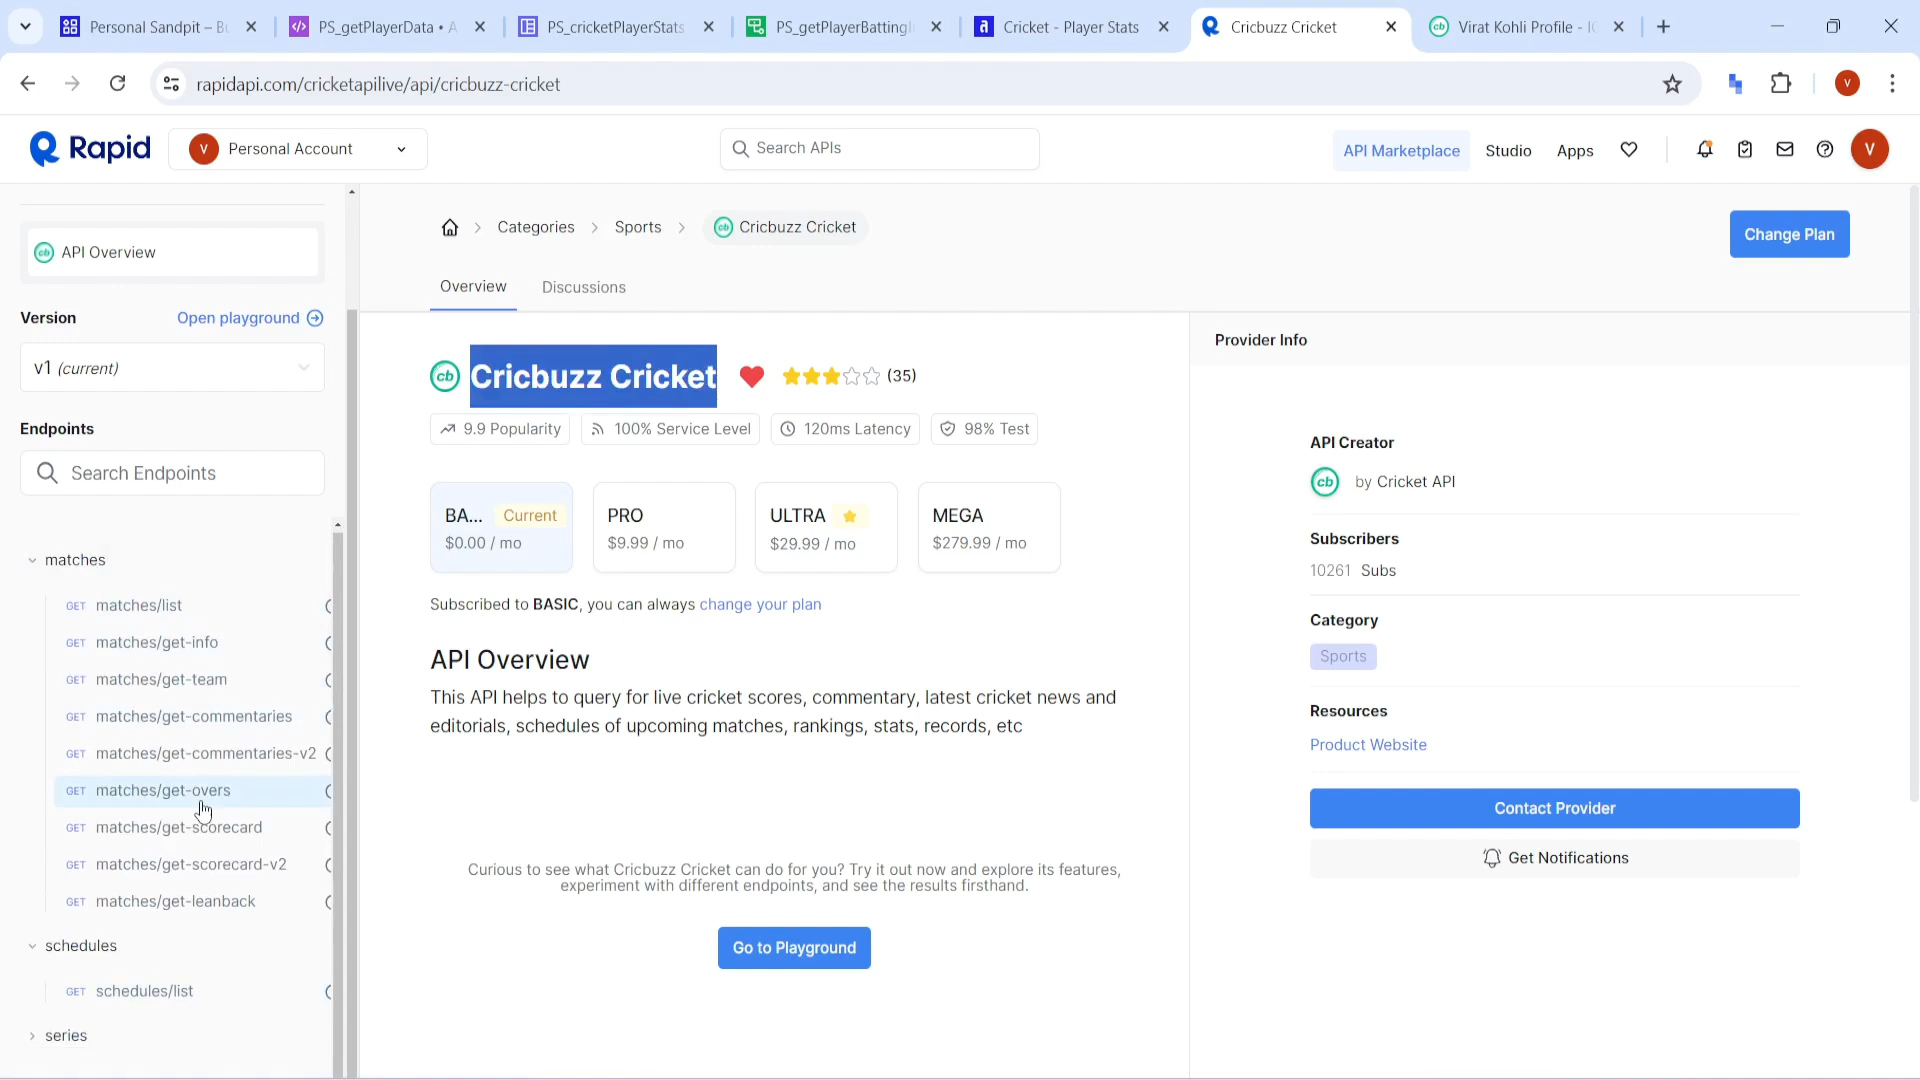 Personal Sandpit – Bu
PS_getPlayerData • A
PS_cricketPlayerStats
PS_getPlayerBattingI
Cricket - Player Stats
Cricbuzz Cricket
Virat Kohli Profile - IC
rapidapi.com/cricketapilive/api/cricbuzz-cricket
V
Rapid
V Personal Account
Search APIs
API Marketplace
Studio
Apps
V
API Overview
Version
Open playground
v1 (current)
Endpoints
Search Endpoints
matches
GET matches/list
GET matches/get-info
GET matches/get-team
GET matches/get-commentaries
GET matches/get-commentaries-v2
GET matches/get-overs
GET matches/get-scorecard
GET matches/get-scorecard-v2
GET matches/get-leanback
schedules
GET schedules/list
series
Categories
Sports
cb Cricbuzz Cricket
Change Plan
Overview
Discussions
cb Cricbuzz Cricket (35)
9.9 Popularity
100% Service Level
120ms Latency
98% Test
BA... Current
$0.00 / mo
PRO
$9.99 / mo
ULTRA
$29.99 / mo
MEGA
$279.99 / mo
Subscribed to BASIC, you can always change your plan
API Overview
This API helps to query for live cricket scores, commentary, latest cricket news and
editorials, schedules of upcoming matches, rankings, stats, records, etc
Curious to see what Cricbuzz Cricket can do for you? Try it out now and explore its features,
experiment with different endpoints, and see the results firsthand.
Go to Playground
Provider Info
API Creator
cb by Cricket API
Subscribers
10261 Subs
Category
Sports
Resources
Product Website
Contact Provider
Get Notifications